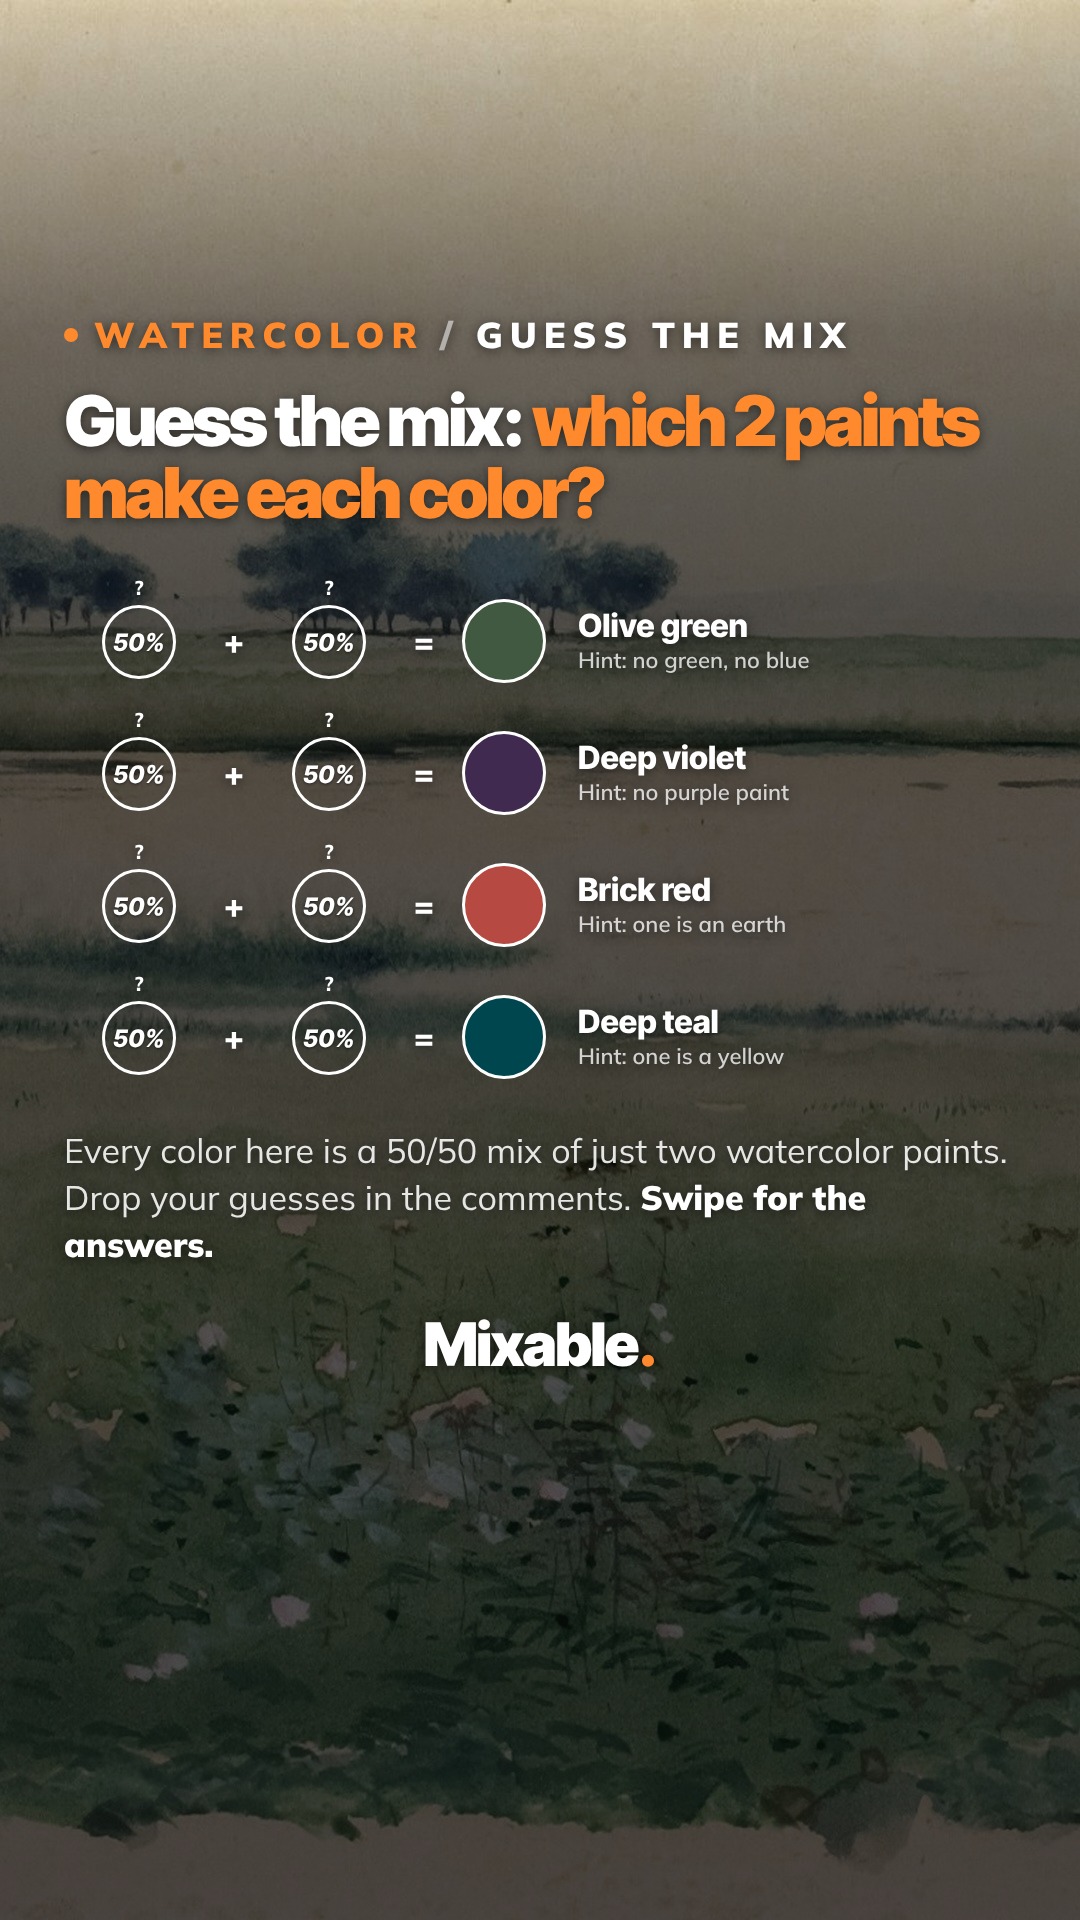 • WATERCOLOR / GUESS THE MIX
Guess the mix: which 2 paints
make each color?
? ?
50% + 50% = Olive green
Hint: no green, no blue
? ?
50% + 50% = Deep violet
Hint: no purple paint
? ?
50% + 50% = Brick red
Hint: one is an earth
? ?
50% + 50% = Deep teal
Hint: one is a yellow
Every color here is a 50/50 mix of just two watercolor paints.
Drop your guesses in the comments. Swipe for the
answers.
Mixable.